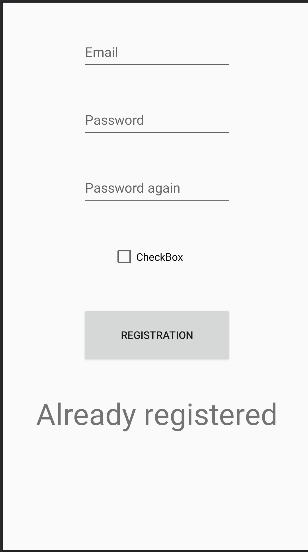 Email
Password
Password again
CheckBox
REGISTRATION
Already registered